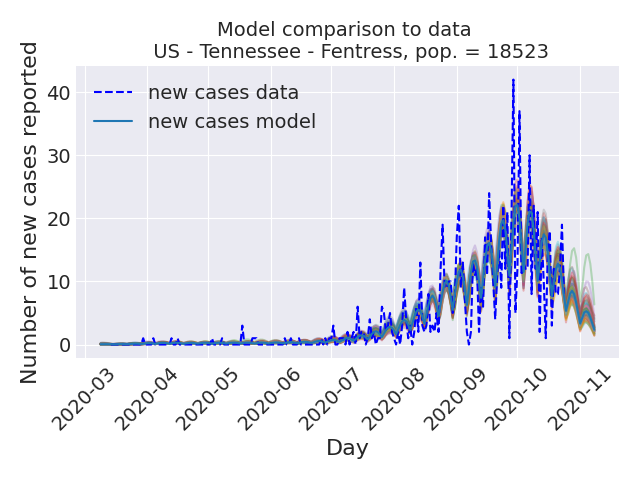 Model comparison to data
US - Tennessee - Fentress, pop. = 18523
Number of new cases reported
40
30
20
10
0
new cases data
new cases model
2020-03
2020-04
2020-05
2020-06
2020-07
2020-08
2020-09
2020-10
2020-11
Day